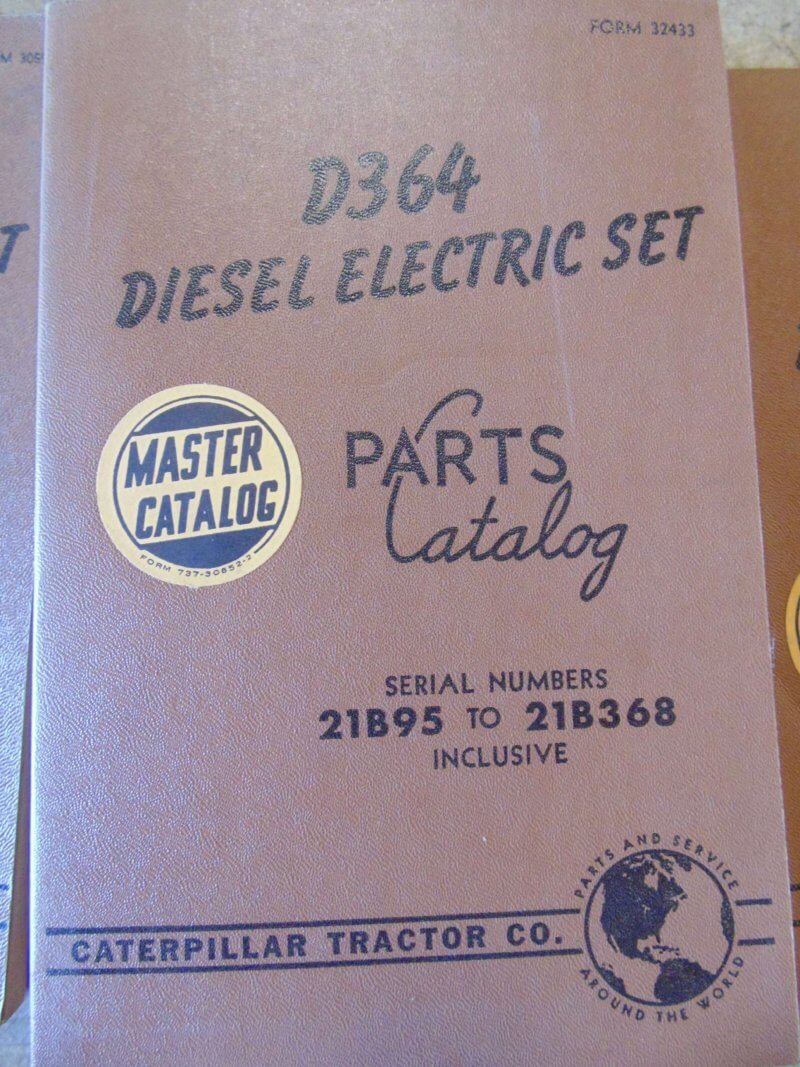 FORM 32433
D364
DIESEL ELECTRIC SET
MASTER
CATALOG
FORM 737-30852-2
PARTS
Catalog
SERIAL NUMBERS
21B95 TO 21B368
INCLUSIVE
PARTS AND SERVICE
CATERPILLAR TRACTOR CO.
AROUND THE WORLD